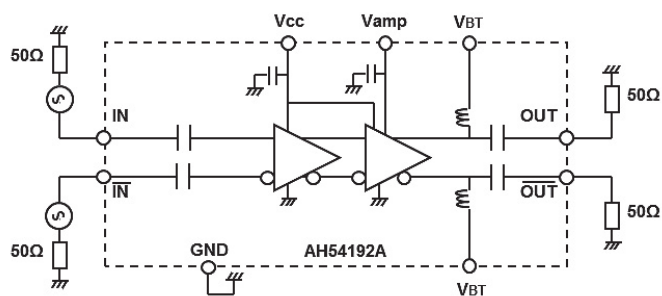 Vcc
Vamp
VBT
50Ω
S
IN
OUT
50Ω
IN
OUT
S
50Ω
50Ω
GND
AH54192A
VBT